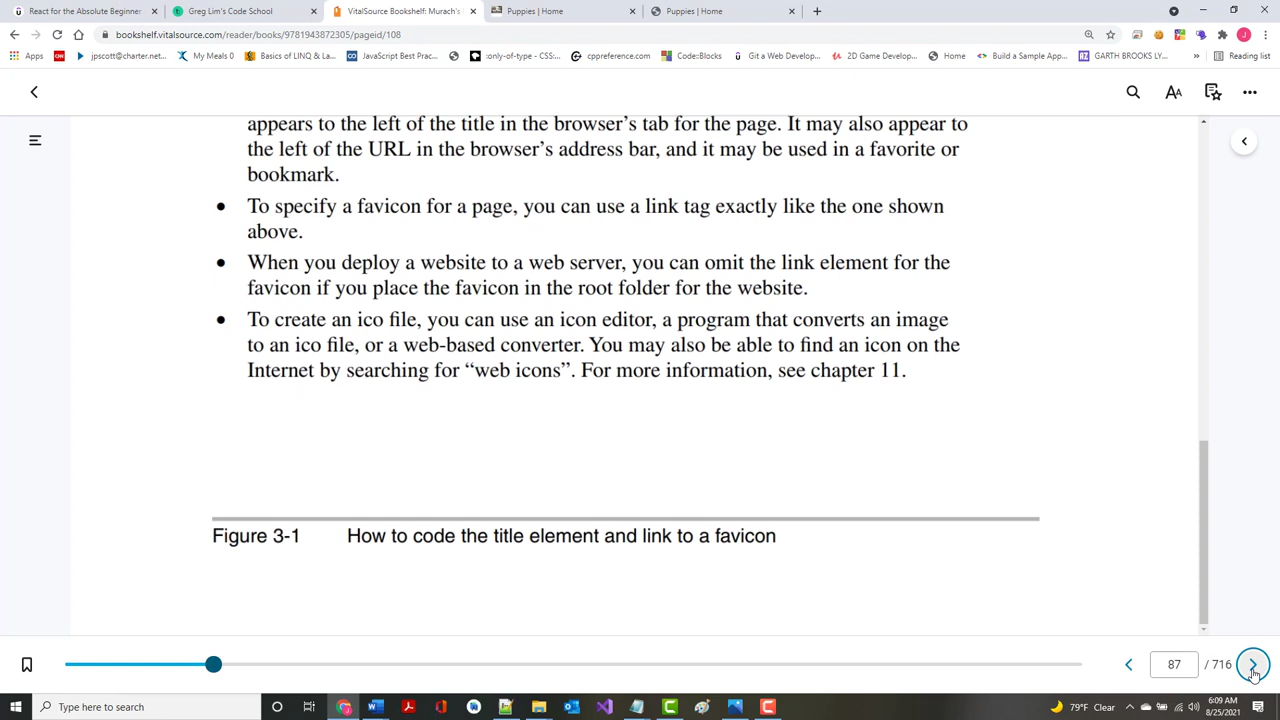 React for the Absolute Beginner
Greg Lim's Code School
VitalSource Bookshelf: Murach's
Puppies | Home
Puppies | Home
bookshelf.vitalsource.com/reader/books/9781943872305/pageid/108
Apps
jpscott@charter.net...
My Meals 0
Basics of LINQ & La...
JavaScript Best Prac...
:only-of-type - CSS:...
cppreference.com
Code::Blocks
Git a Web Develop...
2D Game Develop...
Home
Build a Sample App...
GARTH BROOKS LY...
Reading list
appears to the left of the title in the browser's tab for the page. It may also appear to
the left of the URL in the browser's address bar, and it may be used in a favorite or
bookmark.
• To specify a favicon for a page, you can use a link tag exactly like the one shown
above.
• When you deploy a website to a web server, you can omit the link element for the
favicon if you place the favicon in the root folder for the website.
• To create an ico file, you can use an icon editor, a program that converts an image
to an ico file, or a web-based converter. You may also be able to find an icon on the
Internet by searching for “web icons”. For more information, see chapter 11.
Figure 3-1 How to code the title element and link to a favicon
87 / 716
Type here to search
79°F Clear
6:09 AM
8/25/2021